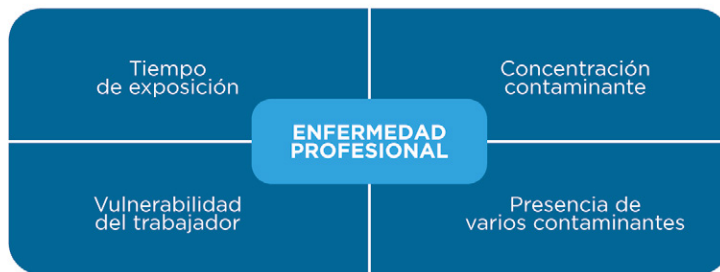 Tiempo
de exposición
Concentración
contaminante
ENFERMEDAD
PROFESIONAL
Vulnerabilidad
del trabajador
Presencia de
varios contaminantes